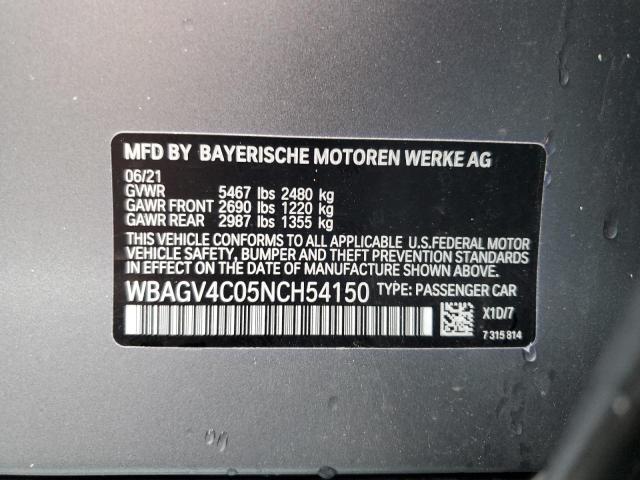 MFD BY BAYERISCHE MOTOREN WERKE AG
06/21
GVWR 5467 lbs 2480 kg
GAWR FRONT 2690 lbs 1220 kg
GAWR REAR 2987 lbs 1355 kg
THIS VEHICLE CONFORMS TO ALL APPLICABLE U.S.FEDERAL MOTOR
VEHICLE SAFETY, BUMPER, AND THEFT PREVENTION STANDARDS
IN EFFECT ON THE DATE OF MANUFACTURE SHOWN ABOVE.
WBAGV4C05NCH54150 TYPE: PASSENGER CAR
X1D/7
7 315 814